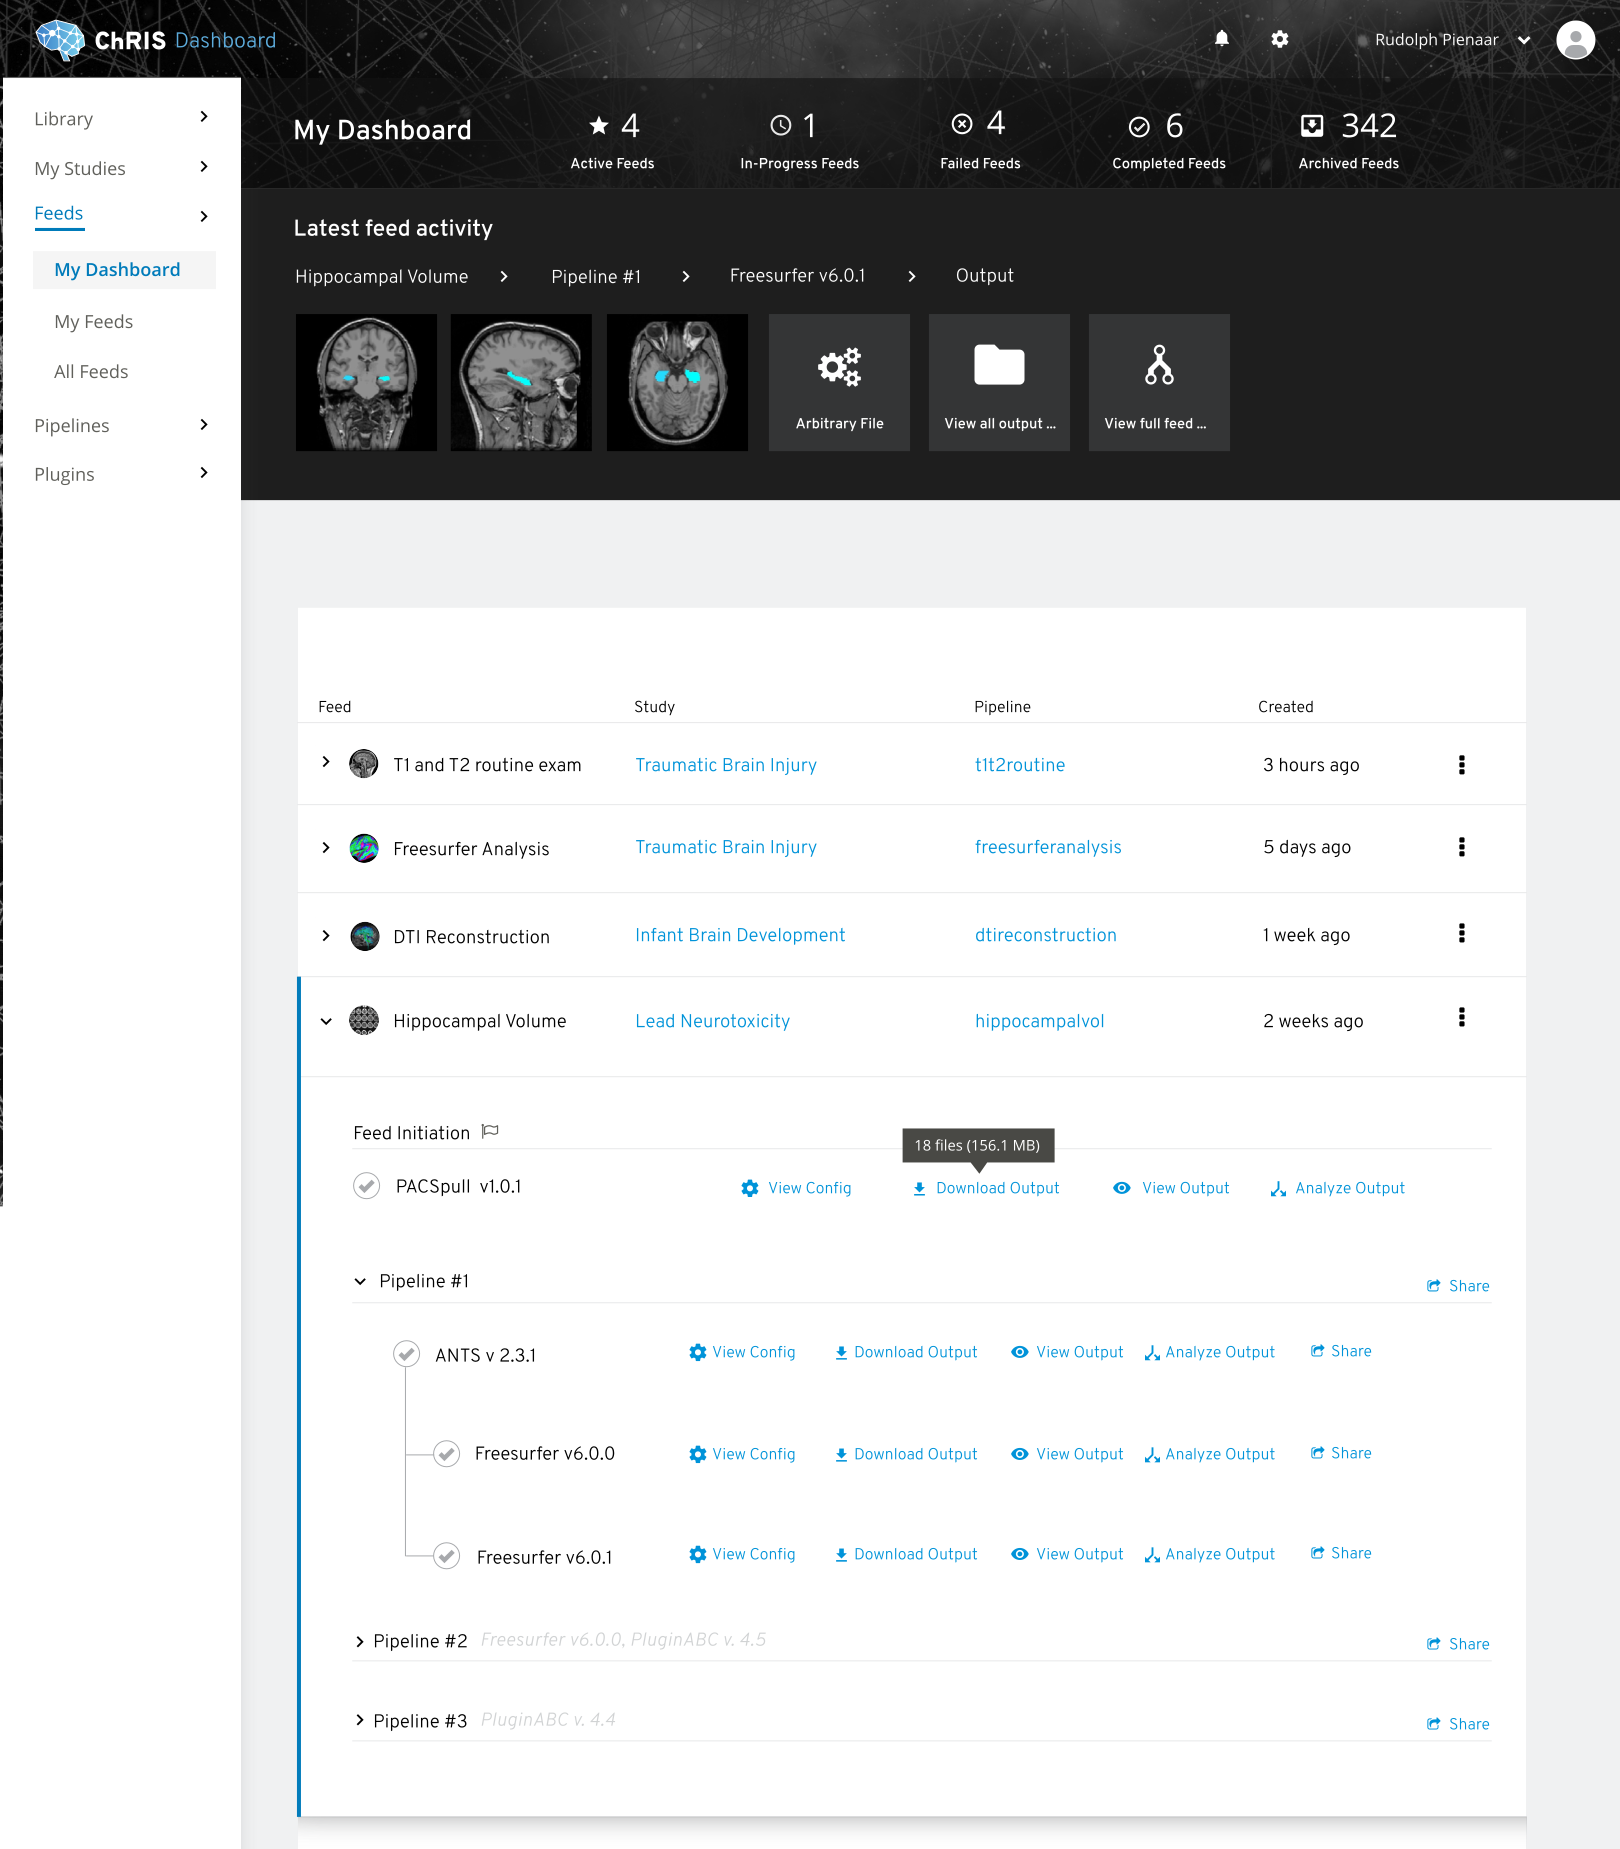 ChRIS Dashboard
Rudolph Pienaar
Library
My Studies
Feeds
My Dashboard
My Feeds
All Feeds
Pipelines
Plugins
My Dashboard
4
Active Feeds
1
In-Progress Feeds
4
Failed Feeds
6
Completed Feeds
342
Archived Feeds
Latest feed activity
Hippocampal Volume > Pipeline #1 > Freesurfer v6.0.1 > Output
Arbitrary File
View all output ...
View full feed ...
Feed Study Pipeline Created
T1 and T2 routine exam Traumatic Brain Injury t1t2routine 3 hours ago
Freesurfer Analysis Traumatic Brain Injury freesurferanalysis 5 days ago
DTI Reconstruction Infant Brain Development dtireconstruction 1 week ago
Hippocampal Volume Lead Neurotoxicity hippocampalvol 2 weeks ago
Feed Initiation
18 files (156.1 MB)
PACSpull v1.0.1 View Config Download Output View Output Analyze Output
Pipeline #1 Share
ANTS v 2.3.1 View Config Download Output View Output Analyze Output Share
Freesurfer v6.0.0 View Config Download Output View Output Analyze Output Share
Freesurfer v6.0.1 View Config Download Output View Output Analyze Output Share
Pipeline #2 Freesurfer v6.0.0, PluginABC v. 4.5 Share
Pipeline #3 PluginABC v. 4.4 Share